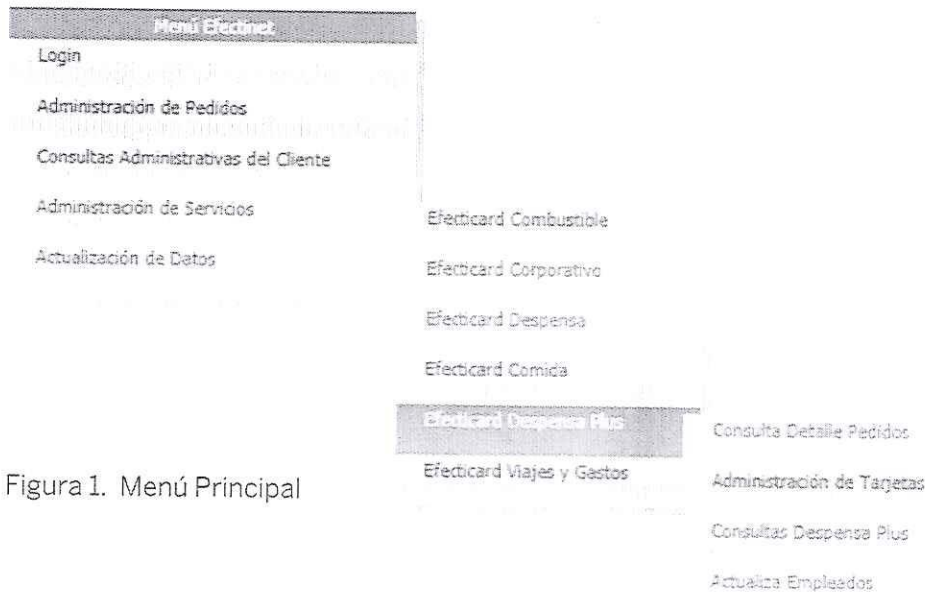 Menú Efectinet
Login
Administración de Pedidos
Consultas Administrativas del Cliente
Administración de Servicios
Actualización de Datos
Efecticard Combustible
Efecticard Corporativo
Efecticard Despensa
Efecticard Comida
Efecticard Despensa Plus
Efecticard Viajes y Gastos
Consulta Detalle Pedidos
Administración de Tarjetas
Consultas Despensa Plus
Actualiza Empleados
Figura 1. Menú Principal